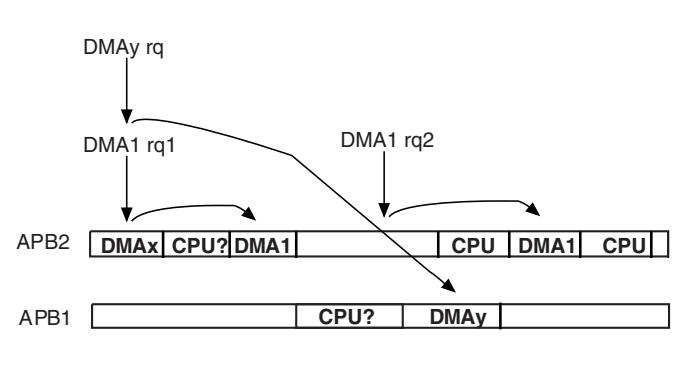 DMAy rq
DMA1 rq1
DMA1 rq2
APB2 DMAx CPU? DMA1 CPU DMA1 CPU
APB1 CPU? DMAy